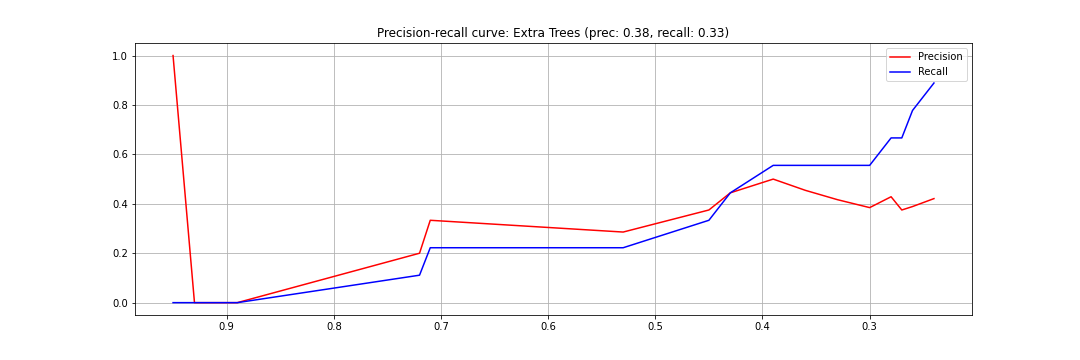 Precision-recall curve: Extra Trees (prec: 0.38, recall: 0.33)
Precision
Recall
1.0
0.8
0.6
0.4
0.2
0.0
0.9 0.8 0.7 0.6 0.5 0.4 0.3